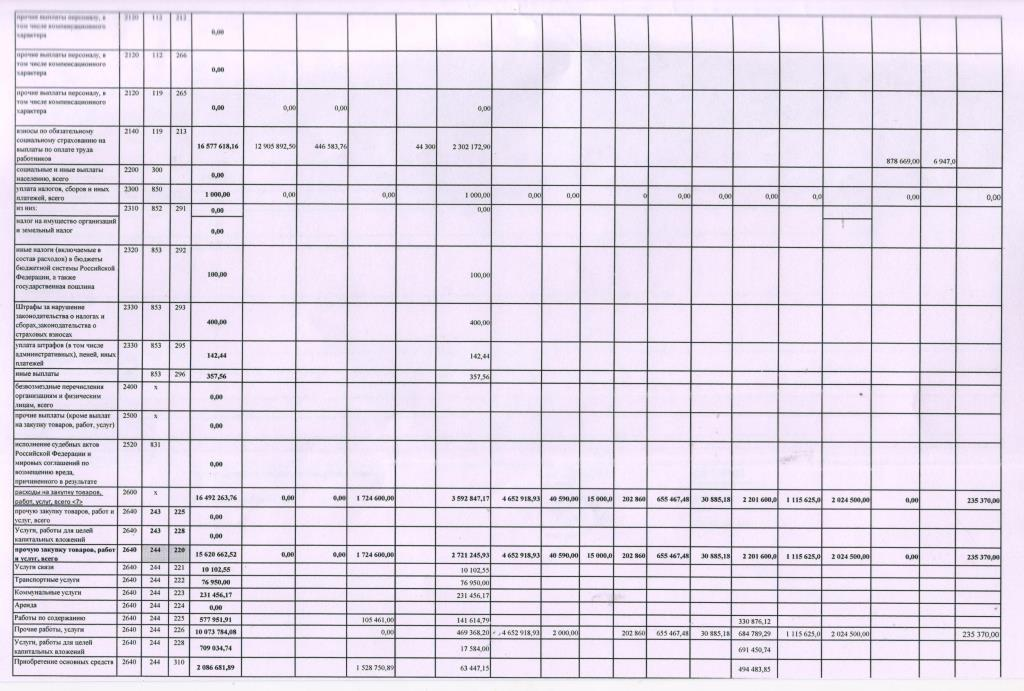 прочие выплаты персоналу, в 2120 113 213
том числе компенсационного 0,00
характера
прочие выплаты персоналу, в 2120 112 266
том числе компенсационного 0,00
характера
прочие выплаты персоналу, в 2120 119 265
том числе компенсационного 0,00 0,00 0,00 0,00
характера
взносы по обязательному 2140 119 213
социальному страхованию на 16 577 618,16 12 905 892,50 446 583,76 44 300 2 302 172,90
выплаты по оплате труда 878 669,00 6 947,0
работников
социальные и иные выплаты 2200 300
населению, всего 0,00
уплата налогов, сборов и иных 2300 850
платежей, всего 1 000,00 0,00 0,00 1 000,00 0,00 0,00 0 0,00 0,00 0,00 0,0 0,00 0,00
из них: 2310 852 291 0,00 0,00
налог на имущество организаций
и земельный налог 0,00
иные налоги (включаемые в 2320 853 292
состав расходов) в бюджеты
бюджетной системы Российской 100,00 100,00
Федерации, а также
государственная пошлина
Штрафы за нарушение 2330 853 293
законодательства о налогах и 400,00 400,00
сборах,законодательства о
страховых взносах
уплата штрафов (в том числе 2330 853 295
административных), пеней, иных 142,44 142,44
платежей
иные выплаты 853 296 357,56 357,56
безвозмездные перечисления 2400 х
организациям и физическим 0,00
лицам, всего
прочие выплаты (кроме выплат 2500 х
на закупку товаров, работ, услуг) 0,00
исполнение судебных актов 2520 831
Российской Федерации и
мировых соглашений по 0,00
возмещению вреда,
причиненного в результате
расходы на закупку товаров, 2600 х
работ, услуг, всего <7> 16 492 263,76 0,00 0,00 1 724 600,00 3 592 847,17 4 652 918,93 40 590,00 15 000,0 202 860 655 467,48 30 885,18 2 201 600,0 1 115 625,0 2 024 500,00 0,00 235 370,00
прочую закупку товаров, работ и 2640 243 225
услуг, всего 0,00
Услуги, работы для целей 2640 243 228
капитальных вложений 0,00
прочую закупку товаров, работ 2640 244 220
и услуг, всего 15 620 662,52 0,00 0,00 1 724 600,00 2 721 245,93 4 652 918,93 40 590,00 15 000,0 202 860 655 467,48 30 885,18 2 201 600,0 1 115 625,0 2 024 500,00 0,00 235 370,00
Услуги связи 2640 244 221 10 102,55 10 102,55
Транспортные услуги 2640 244 222 76 950,00 76 950,00
Коммунальные услуги 2640 244 223 231 456,17 231 456,17
Аренда 2640 244 224 0,00
Работы по содержанию 2640 244 225 577 951,91 105 461,00 141 614,79 330 876,12
Прочие работы, услуги 2640 244 226 10 073 784,08 0,00 469 368,20 4 652 918,93 2 000,00 202 860 655 467,48 30 885,18 684 789,29 1 115 625,0 2 024 500,00 235 370,00
Услуги, работы для целей 2640 244 228
капитальных вложений 709 034,74 17 584,00 691 450,74
Приобретение основных средств 2640 244 310
2 086 681,89 1 528 750,89 63 447,15 494 483,85